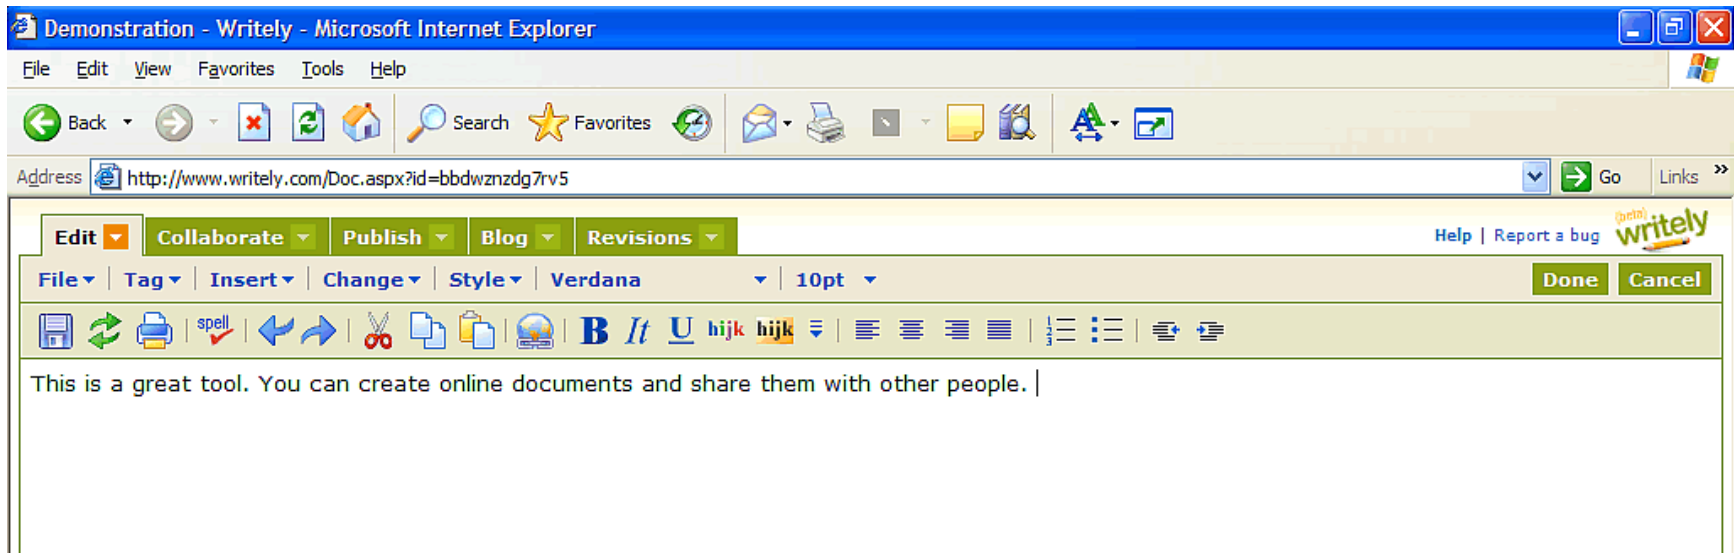 Demonstration - Writely - Microsoft Internet Explorer
File Edit View Favorites Tools Help
Back Search Favorites
Address http://www.writely.com/Doc.aspx?id=bbdwznzdg7rv5 Go Links »
Edit Collaborate Publish Blog Revisions Help | Report a bug (beta) writely
File Tag Insert Change Style Verdana 10pt Done Cancel
spell B It U hijk hijk 1 2 3
This is a great tool. You can create online documents and share them with other people.